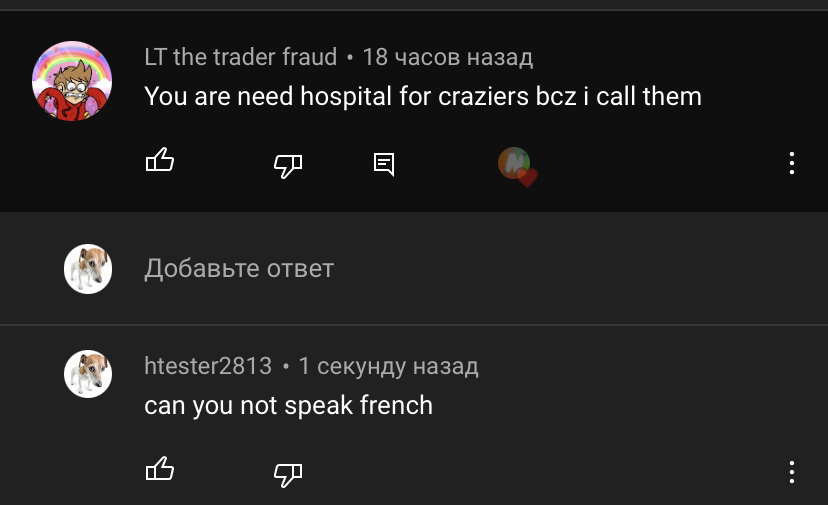 LT the trader fraud • 18 часов назад
You are need hospital for craziers bcz i call them
Добавьте ответ
htester2813 • 1 секунду назад
can you not speak french